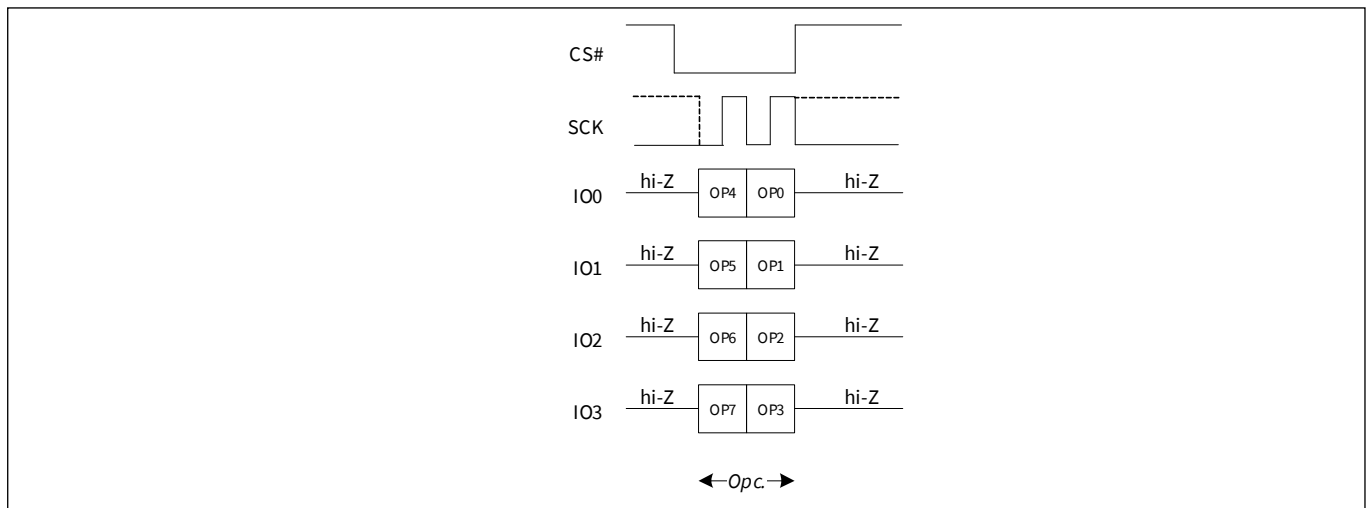 CS#
SCK
IO0 hi-Z OP4 OP0 hi-Z
IO1 hi-Z OP5 OP1 hi-Z
IO2 hi-Z OP6 OP2 hi-Z
IO3 hi-Z OP7 OP3 hi-Z
Opc.